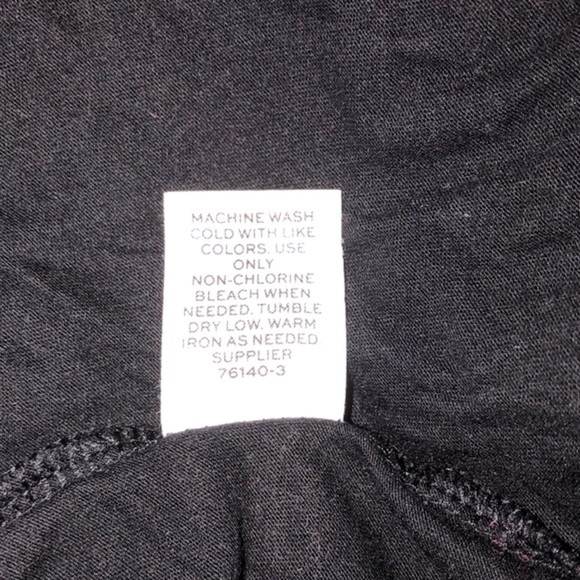 MACHINE WASH
COLD WITH LIKE
COLORS. USE
ONLY
NON-CHLORINE
BLEACH WHEN
NEEDED. TUMBLE
DRY LOW. WARM
IRON AS NEEDED.
SUPPLIER
76140-3